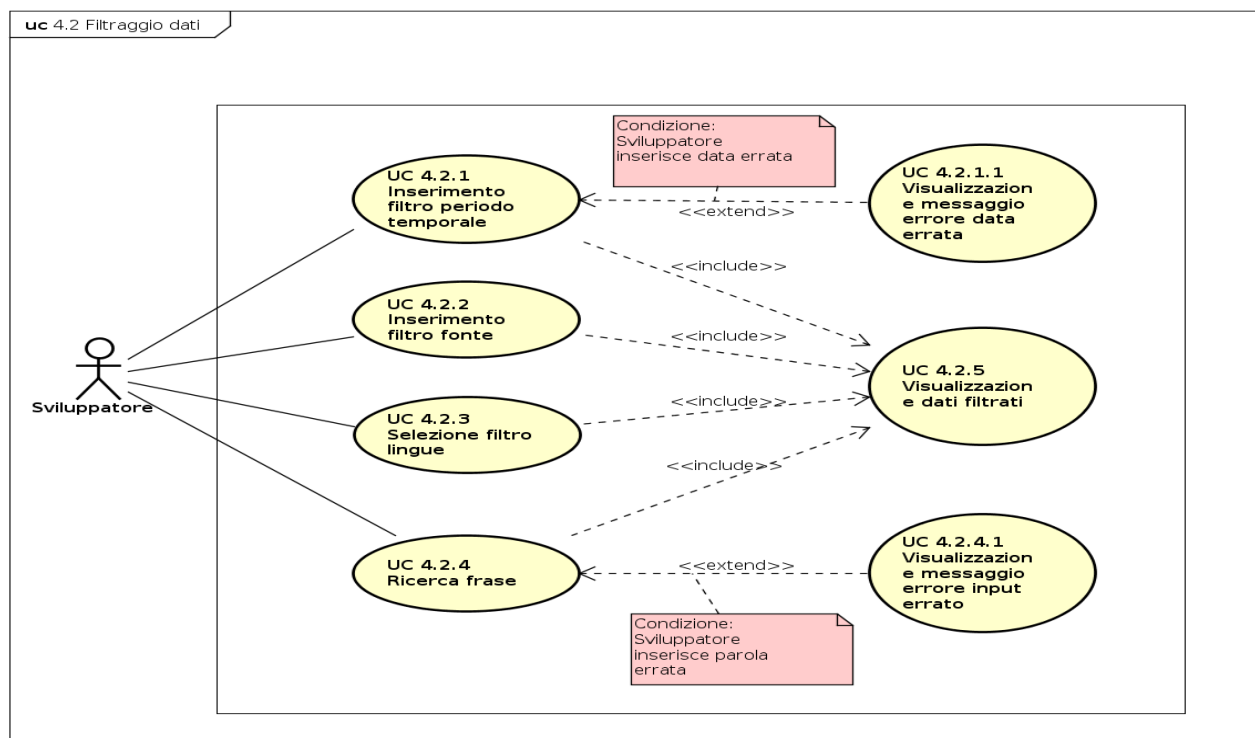 uc 4.2 Filtraggio dati
Condizione:
Sviluppatore
inserisce data errata
UC 4.2.1
Inserimento
filtro periodo
temporale
<<extend>>
UC 4.2.1.1
Visualizzazion
e messaggio
errore data
errata
<<include>>
UC 4.2.2
Inserimento
filtro fonte
<<include>>
Sviluppatore
UC 4.2.5
Visualizzazion
e dati filtrati
UC 4.2.3
Selezione filtro
lingue
<<include>>
<<include>>
UC 4.2.4
Ricerca frase
<<extend>>
UC 4.2.4.1
Visualizzazion
e messaggio
errore input
errato
Condizione:
Sviluppatore
inserisce parola
errata